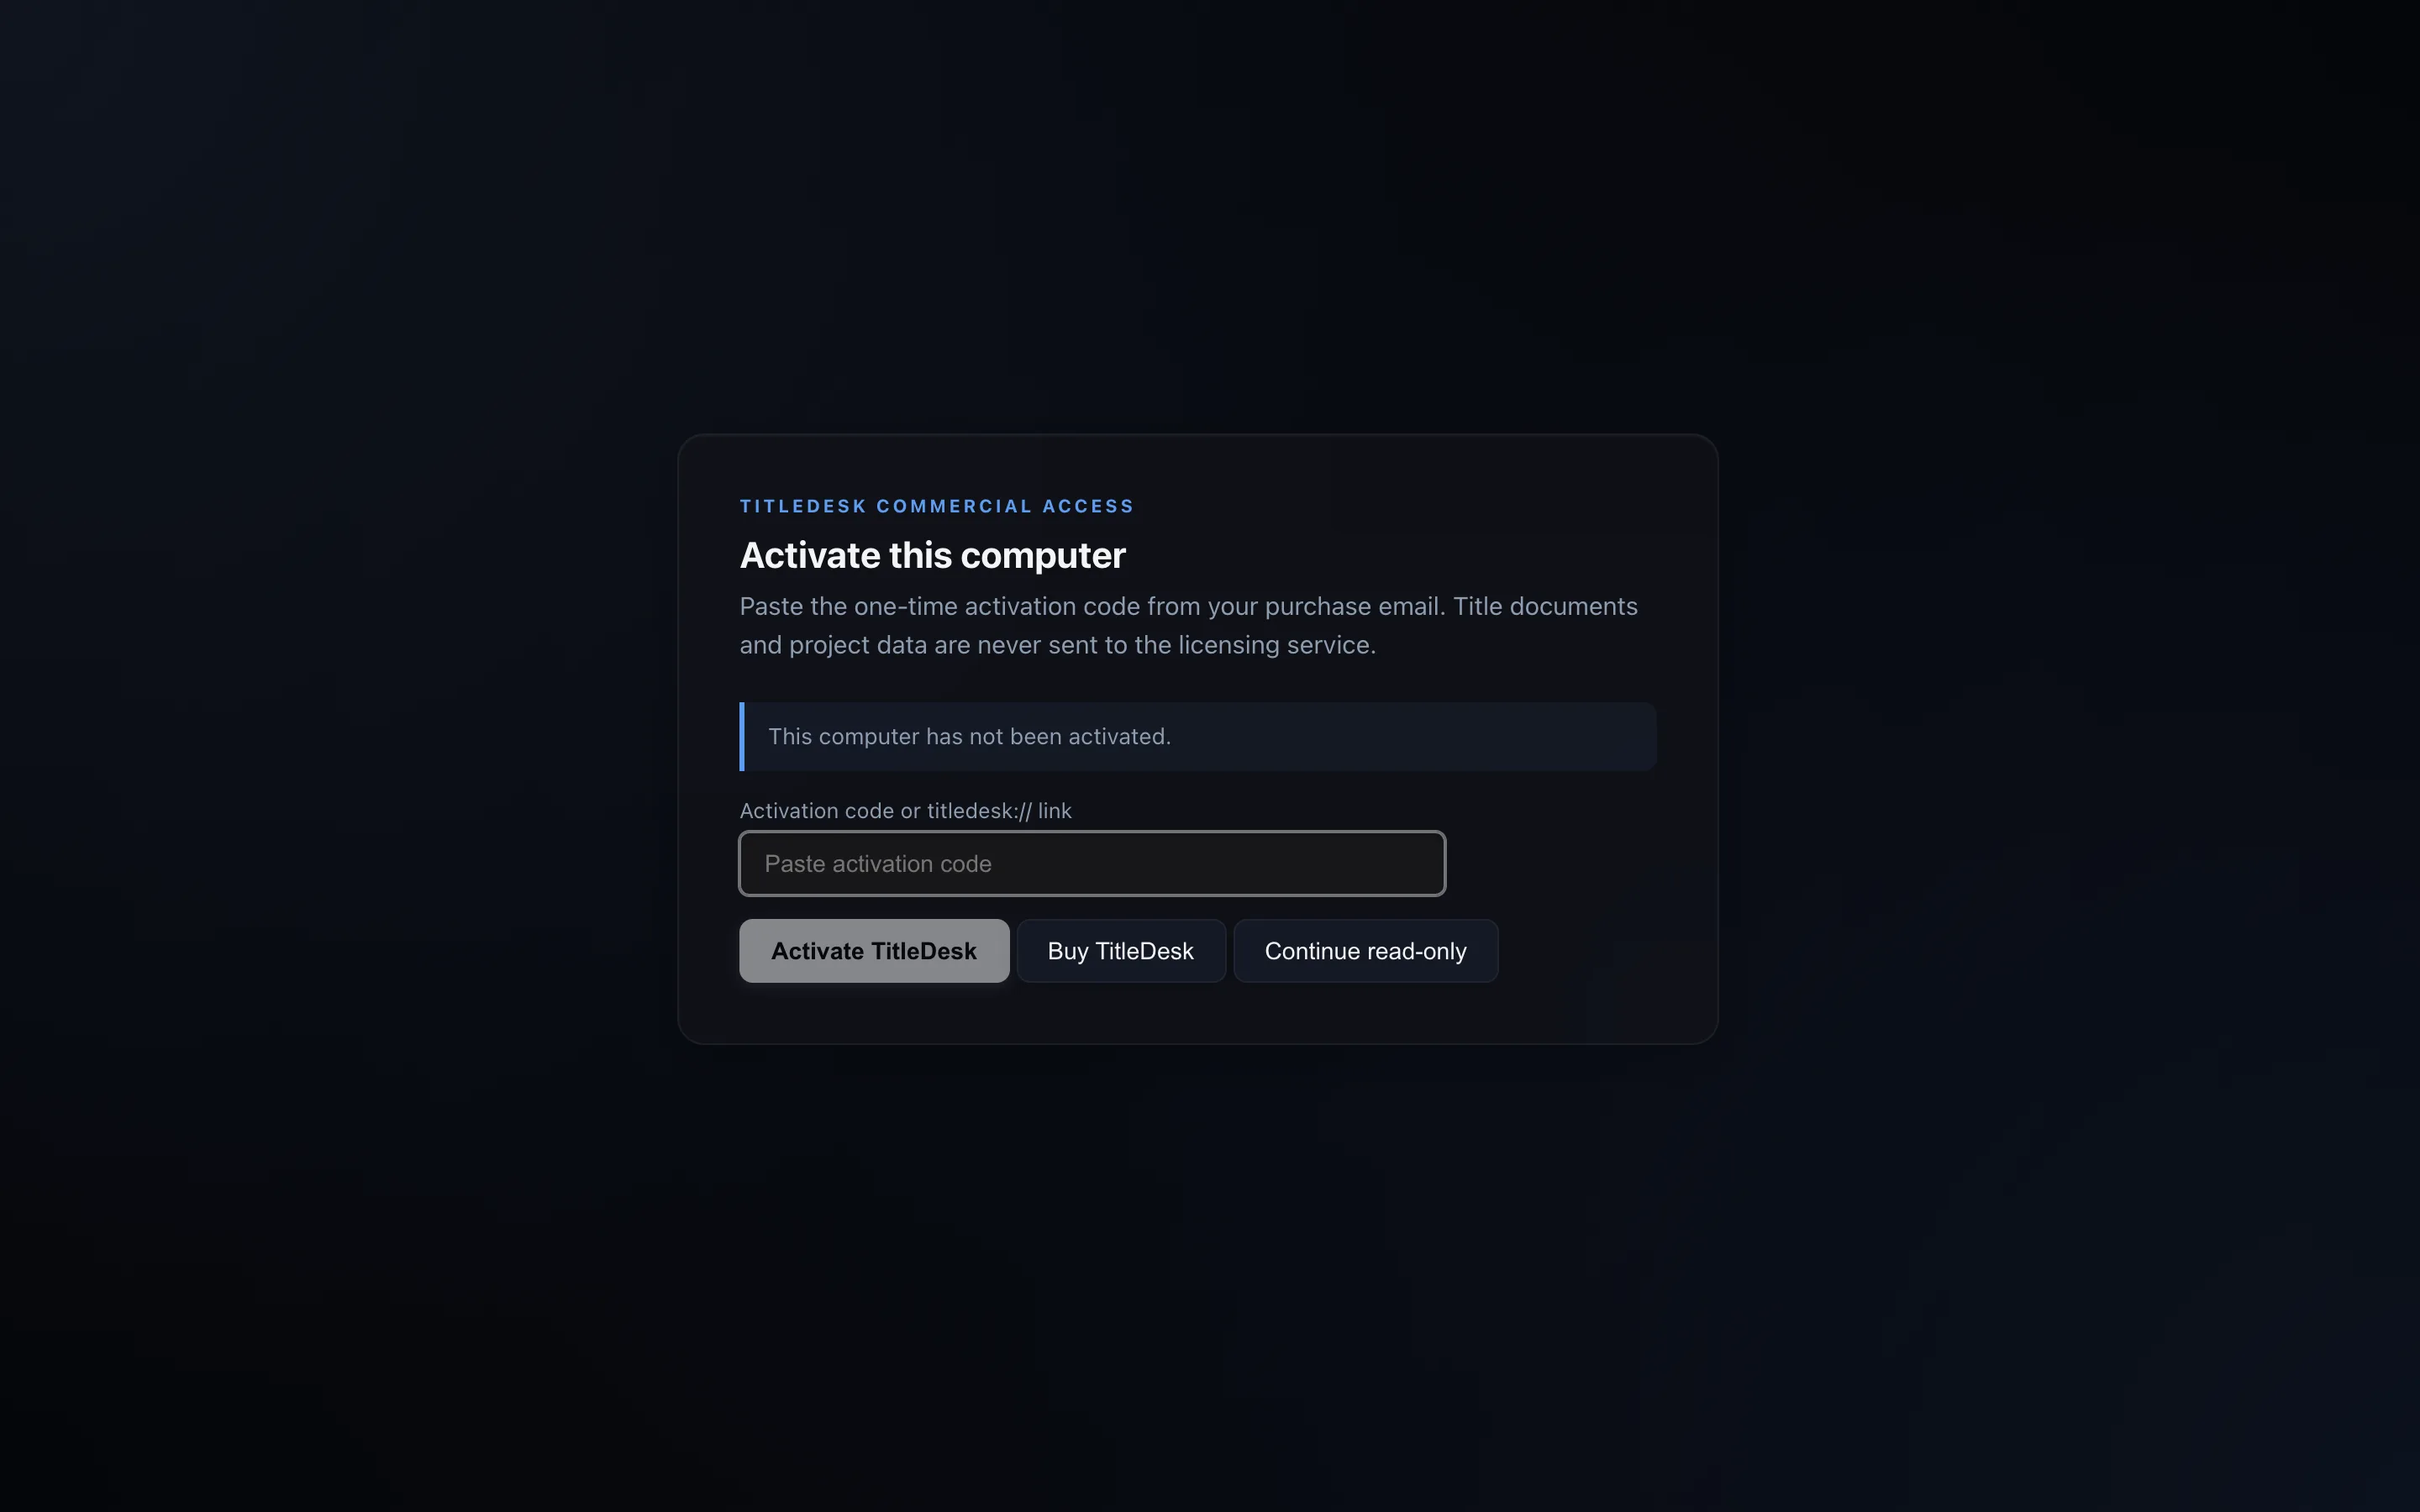 TITLEDESK COMMERCIAL ACCESS
Activate this computer
Paste the one-time activation code from your purchase email. Title documents
and project data are never sent to the licensing service.
This computer has not been activated.
Activation code or titledesk:// link
Paste activation code
Activate TitleDesk
Buy TitleDesk
Continue read-only